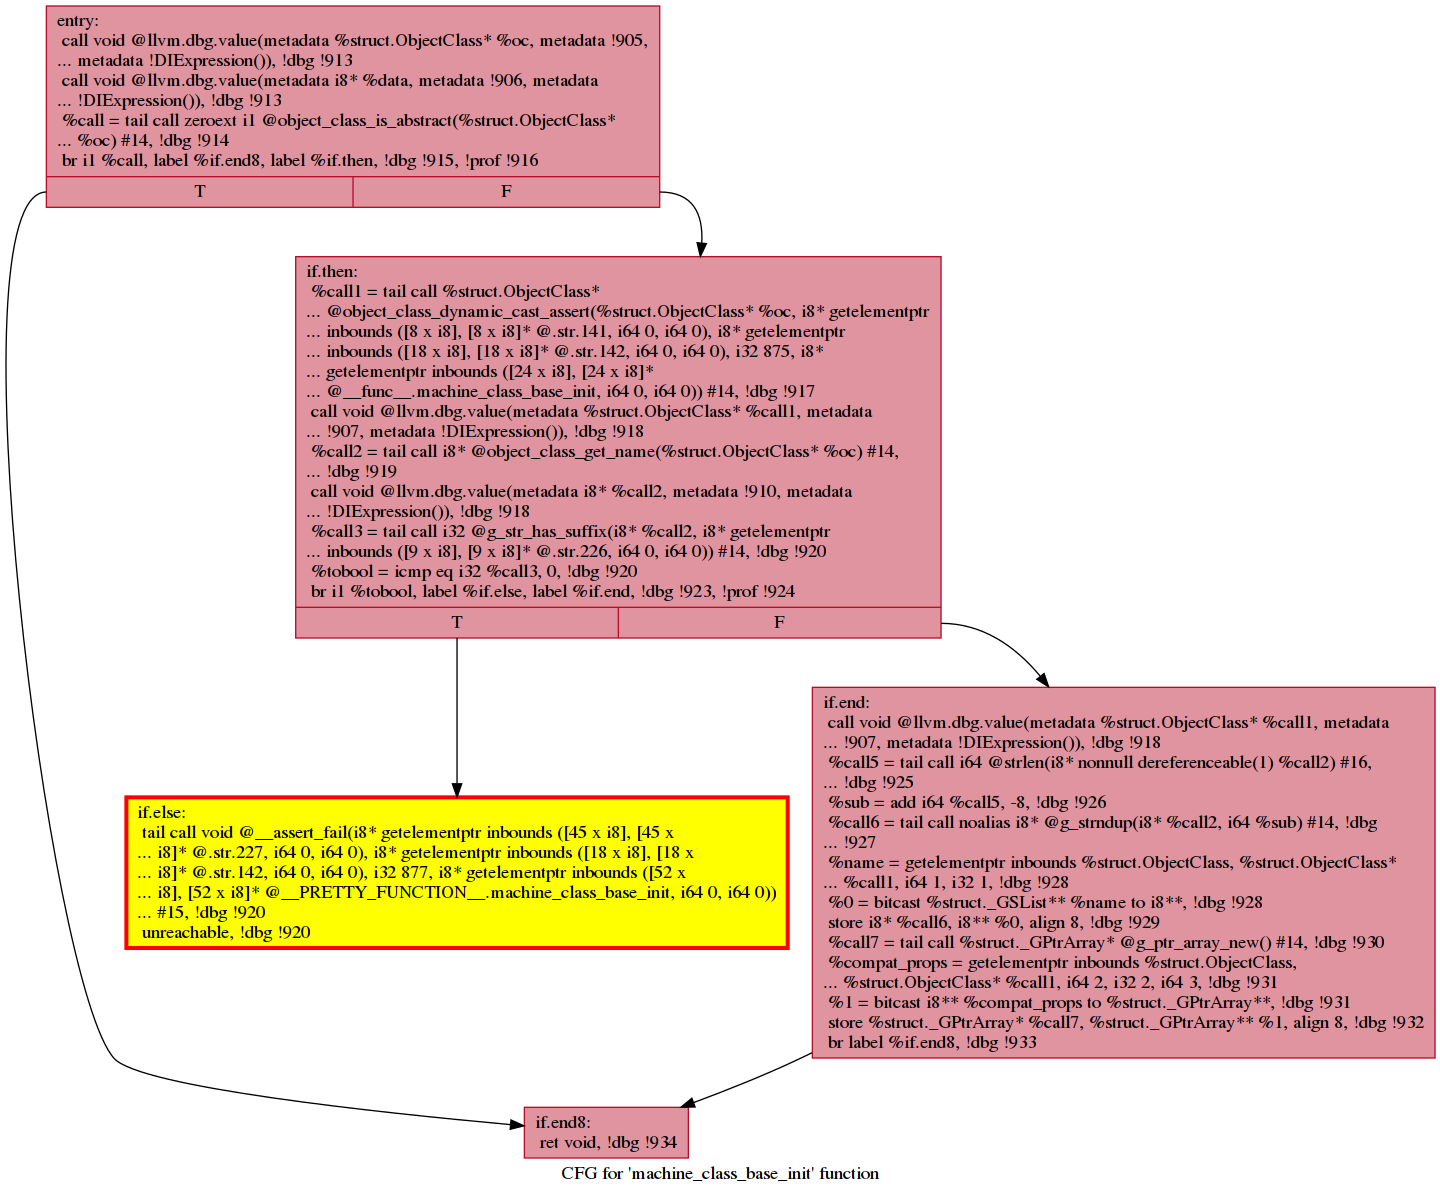 entry:
call void @llvm.dbg.value(metadata %struct.ObjectClass* %oc, metadata !905,
... metadata !DIExpression()), !dbg !913
call void @llvm.dbg.value(metadata i8* %data, metadata !906, metadata
... !DIExpression()), !dbg !913
%call = tail call zeroext i1 @object_class_is_abstract(%struct.ObjectClass*
... %oc) #14, !dbg !914
br i1 %call, label %if.end8, label %if.then, !dbg !915, !prof !916
T F
if.then:
%call1 = tail call %struct.ObjectClass*
... @object_class_dynamic_cast_assert(%struct.ObjectClass* %oc, i8* getelementptr
... inbounds ([8 x i8], [8 x i8]* @.str.141, i64 0, i64 0), i8* getelementptr
... inbounds ([18 x i8], [18 x i8]* @.str.142, i64 0, i64 0), i32 875, i8*
... getelementptr inbounds ([24 x i8], [24 x i8]*
... @__func__.machine_class_base_init, i64 0, i64 0)) #14, !dbg !917
call void @llvm.dbg.value(metadata %struct.ObjectClass* %call1, metadata
... !907, metadata !DIExpression()), !dbg !918
%call2 = tail call i8* @object_class_get_name(%struct.ObjectClass* %oc) #14,
... !dbg !919
call void @llvm.dbg.value(metadata i8* %call2, metadata !910, metadata
... !DIExpression()), !dbg !918
%call3 = tail call i32 @g_str_has_suffix(i8* %call2, i8* getelementptr
... inbounds ([9 x i8], [9 x i8]* @.str.226, i64 0, i64 0)) #14, !dbg !920
%tobool = icmp eq i32 %call3, 0, !dbg !920
br i1 %tobool, label %if.else, label %if.end, !dbg !923, !prof !924
T F
if.else:
tail call void @__assert_fail(i8* getelementptr inbounds ([45 x i8], [45 x
... i8]* @.str.227, i64 0, i64 0), i8* getelementptr inbounds ([18 x i8], [18 x
... i8]* @.str.142, i64 0, i64 0), i32 877, i8* getelementptr inbounds ([52 x
... i8], [52 x i8]* @__PRETTY_FUNCTION__.machine_class_base_init, i64 0, i64 0))
... #15, !dbg !920
unreachable, !dbg !920
if.end:
call void @llvm.dbg.value(metadata %struct.ObjectClass* %call1, metadata
... !907, metadata !DIExpression()), !dbg !918
%call5 = tail call i64 @strlen(i8* nonnull dereferenceable(1) %call2) #16,
... !dbg !925
%sub = add i64 %call5, -8, !dbg !926
%call6 = tail call noalias i8* @g_strndup(i8* %call2, i64 %sub) #14, !dbg
... !927
%name = getelementptr inbounds %struct.ObjectClass, %struct.ObjectClass*
... %call1, i64 1, i32 1, !dbg !928
%0 = bitcast %struct._GSList** %name to i8**, !dbg !928
store i8* %call6, i8** %0, align 8, !dbg !929
%call7 = tail call %struct._GPtrArray* @g_ptr_array_new() #14, !dbg !930
%compat_props = getelementptr inbounds %struct.ObjectClass,
... %struct.ObjectClass* %call1, i64 2, i32 2, i64 3, !dbg !931
%1 = bitcast i8** %compat_props to %struct._GPtrArray**, !dbg !931
store %struct._GPtrArray* %call7, %struct._GPtrArray** %1, align 8, !dbg !932
br label %if.end8, !dbg !933
if.end8:
ret void, !dbg !934
CFG for 'machine_class_base_init' function